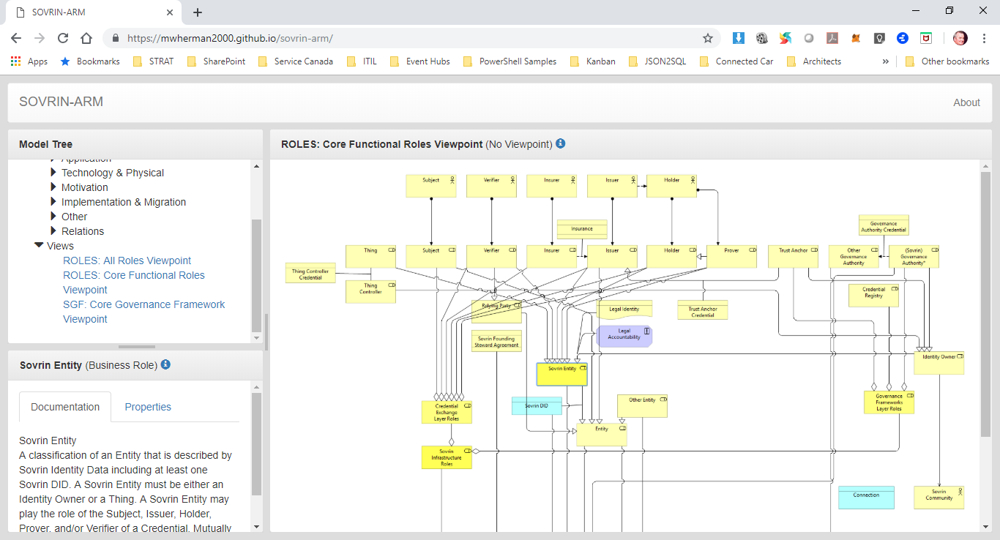 SOVRIN-ARM
https://mwherman2000.github.io/sovrin-arm/
Apps
Bookmarks
STRAT
SharePoint
Service Canada
ITIL
Event Hubs
PowerShell Samples
Kanban
JSON2SQL
Connected Car
Architects
»
Other bookmarks
SOVRIN-ARM
About
Model Tree
Application
Technology & Physical
Motivation
Implementation & Migration
Other
Relations
Views
ROLES: All Roles Viewpoint
ROLES: Core Functional Roles
Viewpoint
SGF: Core Governance Framework
Viewpoint
Sovrin Entity (Business Role)
Documentation
Properties
Sovrin Entity
A classification of an Entity that is described by
Sovrin Identity Data including at least one
Sovrin DID. A Sovrin Entity must be either an
Identity Owner or a Thing. A Sovrin Entity may
play the role of the Subject, Issuer, Holder,
Prover, and/or Verifier of a Credential. Mutually
ROLES: Core Functional Roles Viewpoint (No Viewpoint)
Subject
Verifier
Insurer
Issuer
Holder
Insurance
Governance
Authority Credential
Thing
Subject
Verifier
Insurer
Issuer
Holder
Prover
Trust Anchor
Other
Governance
Authority
(Sovrin)
Governance
Authority*
Thing Controller
Credential
Thing
Controller
Credential
Registry
Relying Party
Legal Identity
Trust Anchor
Credential
Legal
Accountability
Sovrin Founding
Steward Agreement
Sovrin Entity
Identity Owner
Credential
Exchange
Layer Roles
Sovrin DID
Other Entity
Governance
Frameworks
Layer Roles
Entity
Sovrin
Infrastructure
Roles
Connection
Sovrin
Community